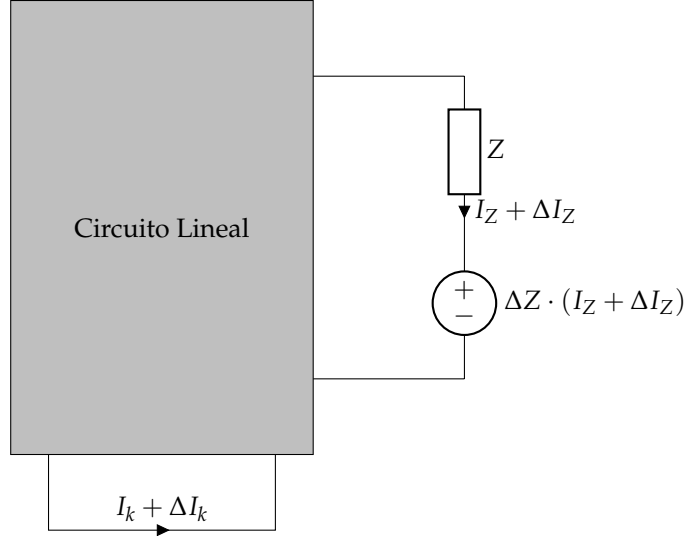 Z
I_Z + ΔI_Z
Circuito Lineal
+
−
ΔZ · (I_Z + ΔI_Z)
I_k + ΔI_k